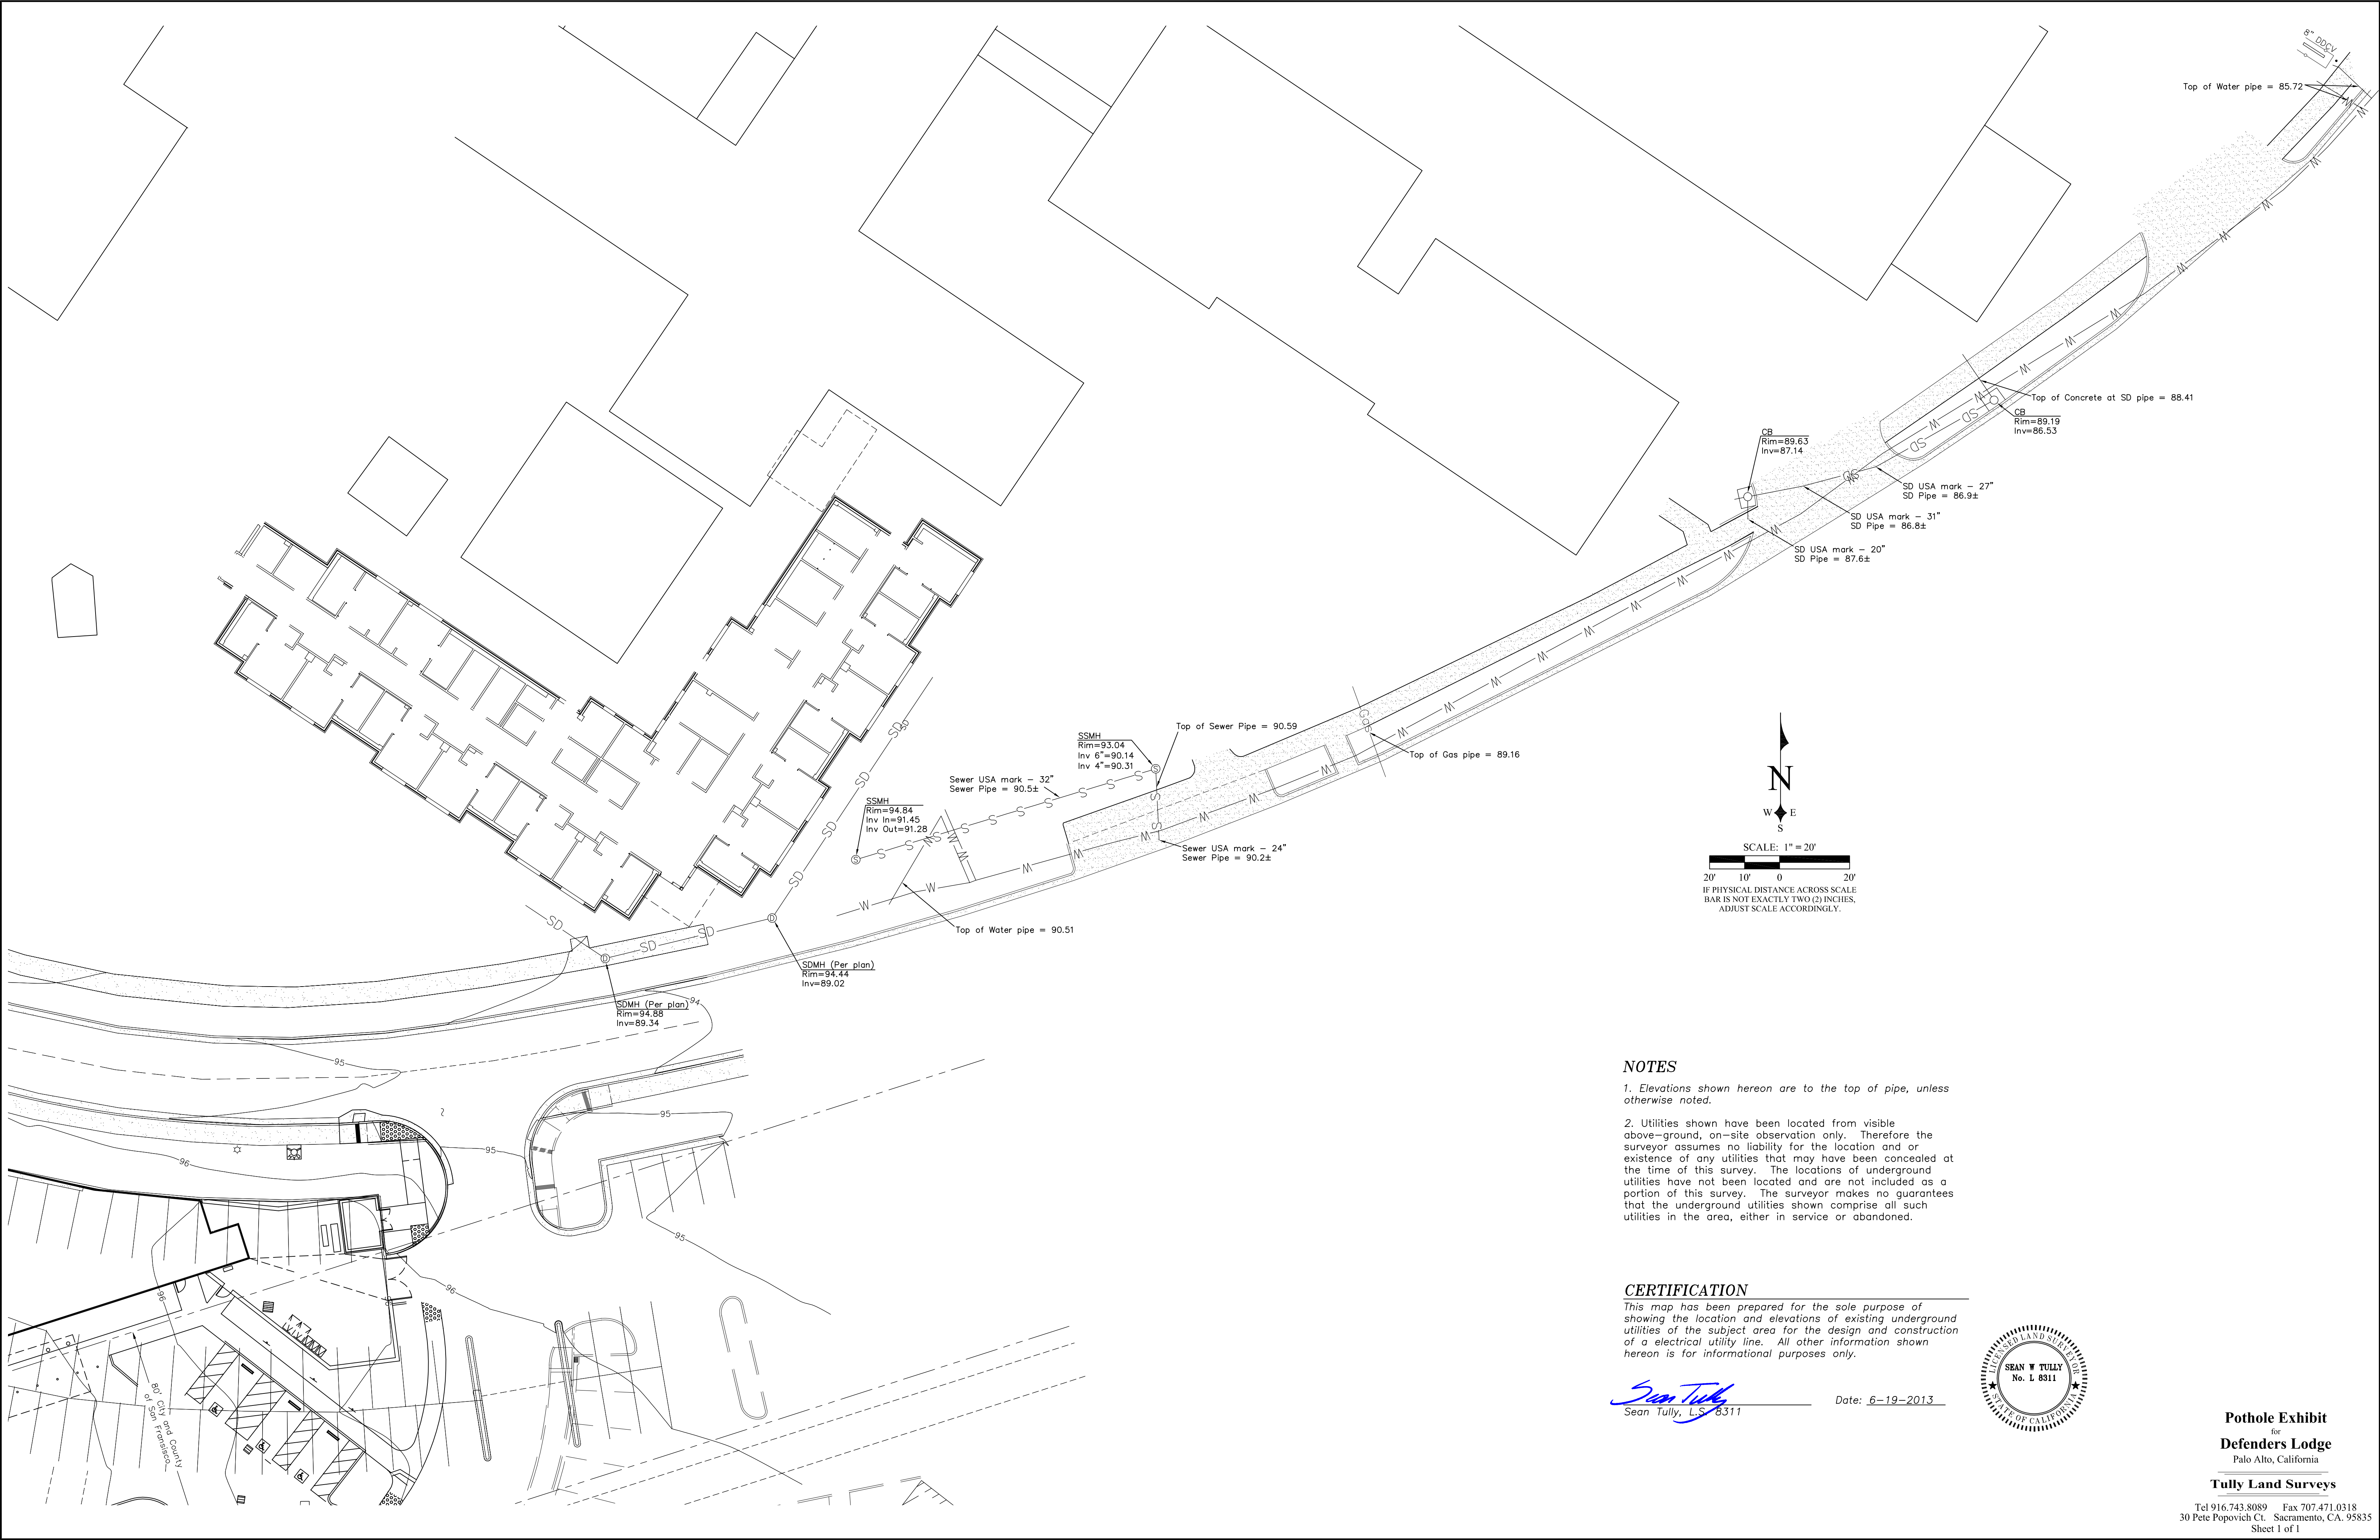 8" DDCV
Top of Water pipe = 85.72
Top of Concrete at SD pipe = 88.41
CB
Rim=89.19
Inv=86.53
CB
Rim=89.63
Inv=87.14
SD USA mark - 27"
SD Pipe = 86.9±
SD USA mark - 31"
SD Pipe = 86.8±
SD USA mark - 20"
SD Pipe = 87.6±
Gas
Top of Gas pipe = 89.16
Top of Sewer Pipe = 90.59
SSMH
Rim=93.04
Inv 6"=90.14
Inv 4"=90.31
Sewer USA mark - 32"
Sewer Pipe = 90.5±
SSMH
Rim=94.84
Inv In=91.45
Inv Out=91.28
Sewer USA mark - 24"
Sewer Pipe = 90.2±
Top of Water pipe = 90.51
SDMH (Per plan)
Rim=94.44
Inv=89.02
SDMH (Per plan)
Rim=94.88
Inv=89.34
94
95
95
95
95
96
96
96
80' City and County
of San Fransisco
N
W E
S
SCALE: 1" = 20'
20' 10' 0 20'
IF PHYSICAL DISTANCE ACROSS SCALE
BAR IS NOT EXACTLY TWO (2) INCHES,
ADJUST SCALE ACCORDINGLY.
NOTES
1. Elevations shown hereon are to the top of pipe, unless
otherwise noted.
2. Utilities shown have been located from visible
above-ground, on-site observation only. Therefore the
surveyor assumes no liability for the location and or
existence of any utilities that may have been concealed at
the time of this survey. The locations of underground
utilities have not been located and are not included as a
portion of this survey. The surveyor makes no guarantees
that the underground utilities shown comprise all such
utilities in the area, either in service or abandoned.
CERTIFICATION
This map has been prepared for the sole purpose of
showing the location and elevations of existing underground
utilities of the subject area for the design and construction
of a electrical utility line. All other information shown
hereon is for informational purposes only.
Sean Tully
Sean Tully, L.S. 8311
Date: 6-19-2013
LICENSED LAND SURVEYOR
SEAN W TULLY
No. L 8311
STATE OF CALIFORNIA
Pothole Exhibit
for
Defenders Lodge
Palo Alto, California
Tully Land Surveys
Tel 916.743.8089 Fax 707.471.0318
30 Pete Popovich Ct. Sacramento, CA. 95835
Sheet 1 of 1